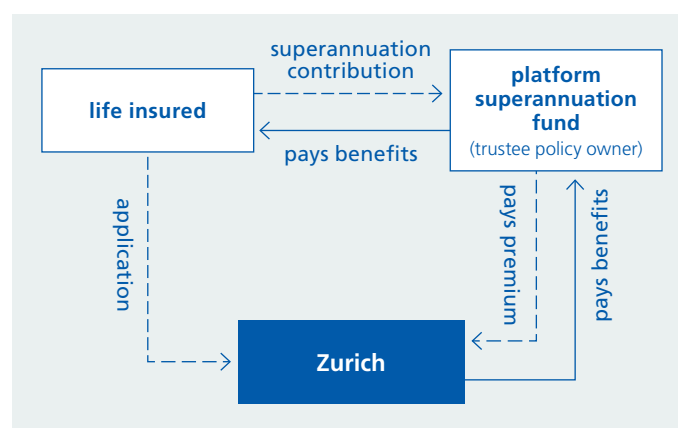 superannuation
contribution
life insured
platform
superannuation
fund
(trustee policy owner)
pays benefits
application
pays premium
pays benefits
Zurich